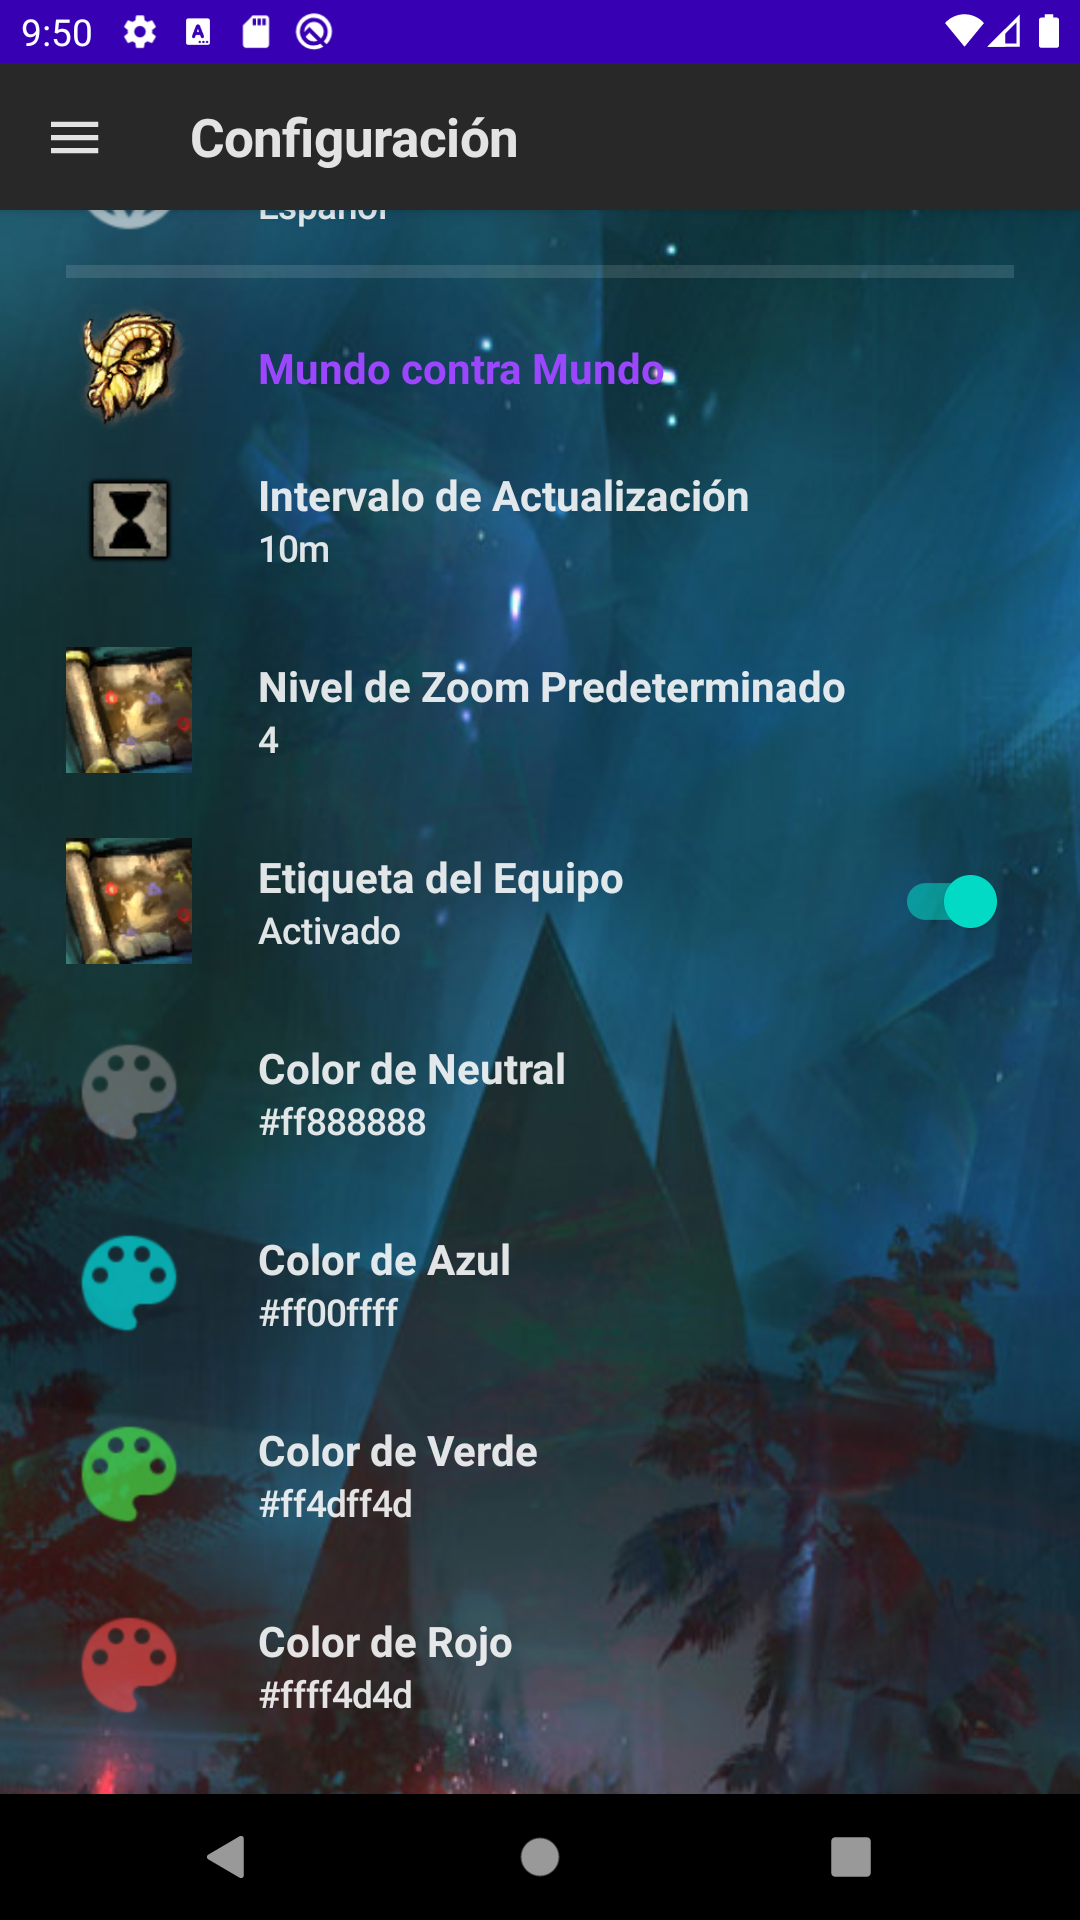 9:50
Configuración
Español
Mundo contra Mundo
Intervalo de Actualización
10m
Nivel de Zoom Predeterminado
4
Etiqueta del Equipo
Activado
Color de Neutral
#ff888888
Color de Azul
#ff00ffff
Color de Verde
#ff4dff4d
Color de Rojo
#ffff4d4d